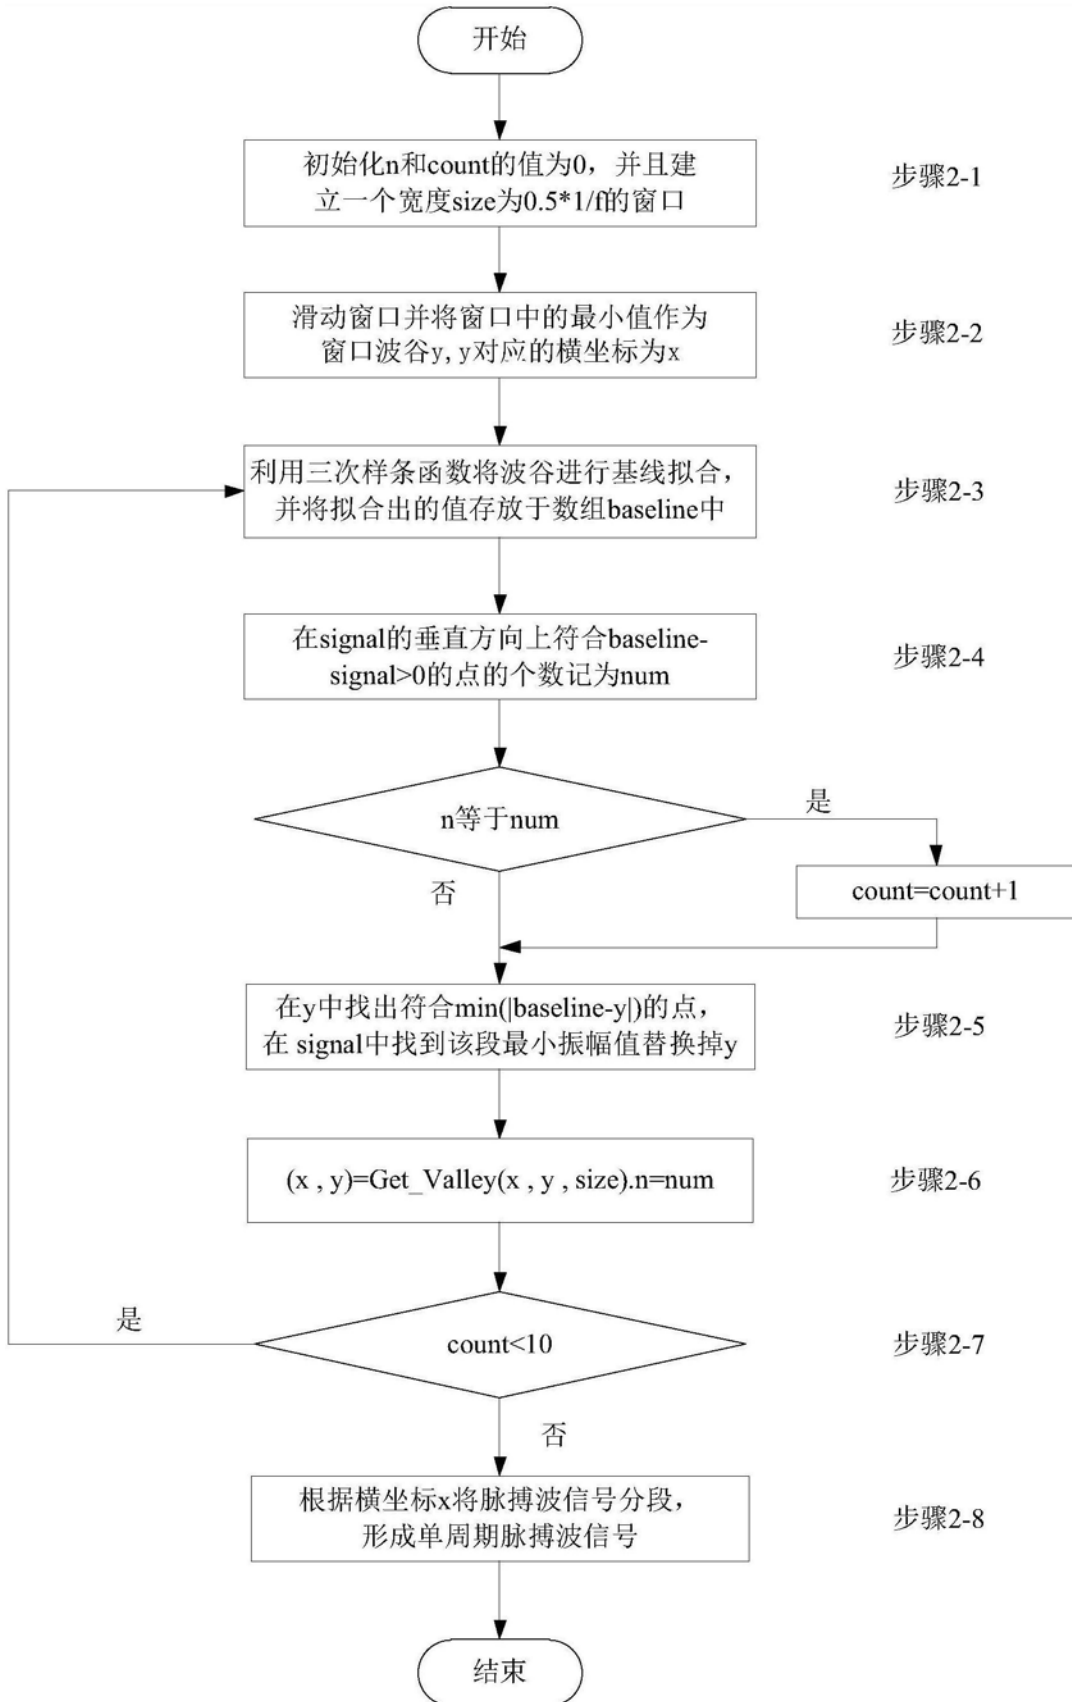 开始
初始化n和count的值为0，并且建
立一个宽度size为0.5*1/f的窗口
步骤2-1
滑动窗口并将窗口中的最小值作为
窗口波谷y,y对应的横坐标为x
步骤2-2
利用三次样条函数将波谷进行基线拟合，
并将拟合出的值存放于数组baseline中
步骤2-3
在signal的垂直方向上符合baseline-
signal>0的点的个数记为num
步骤2-4
n等于num
是
否
count=count+1
在y中找出符合min(|baseline-y|)的点，
在 signal中找到该段最小振幅值替换掉y
步骤2-5
(x , y)=Get_Valley(x , y , size).n=num
步骤2-6
是
count<10
步骤2-7
否
根据横坐标x将脉搏波信号分段，
形成单周期脉搏波信号
步骤2-8
结束